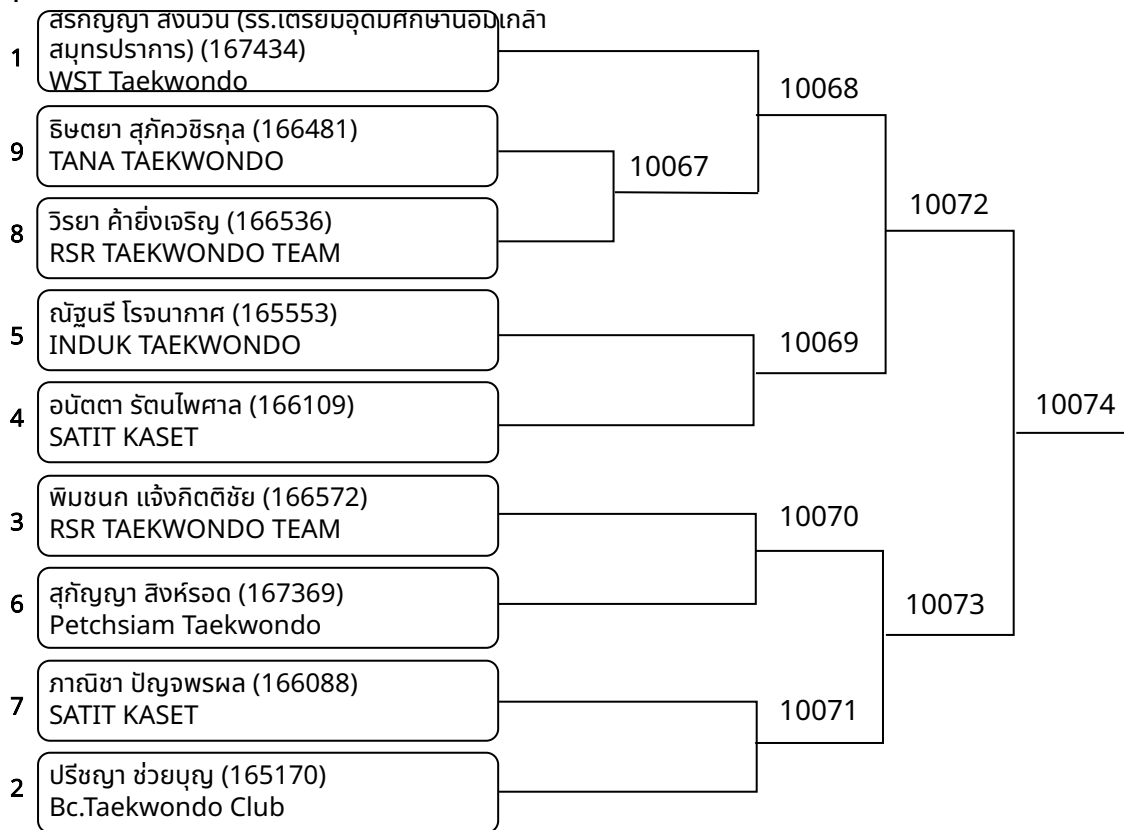 1
สิริกัญญา สงนวน (รร.เตรียมอุดมศึกษาน้อมเกล้า
สมุทรปราการ) (167434)
WST Taekwondo
10068
9
ธิษตยา สุภัควชิรกุล (166481)
TANA TAEKWONDO
10067
8
วิรยา ค้ายิ่งเจริญ (166536)
RSR TAEKWONDO TEAM
10072
5
ณัฐนรี โรจนากาศ (165553)
INDUK TAEKWONDO
10069
4
อนัตตา รัตนไพศาล (166109)
SATIT KASET
10074
3
พิมชนก แจ้งกิตติชัย (166572)
RSR TAEKWONDO TEAM
10070
6
สุกัญญา สิงห์รอด (167369)
Petchsiam Taekwondo
10073
7
ภาณิชา ปัญจพรผล (166088)
SATIT KASET
10071
2
ปรีชญา ช่วยบุญ (165170)
Bc.Taekwondo Club